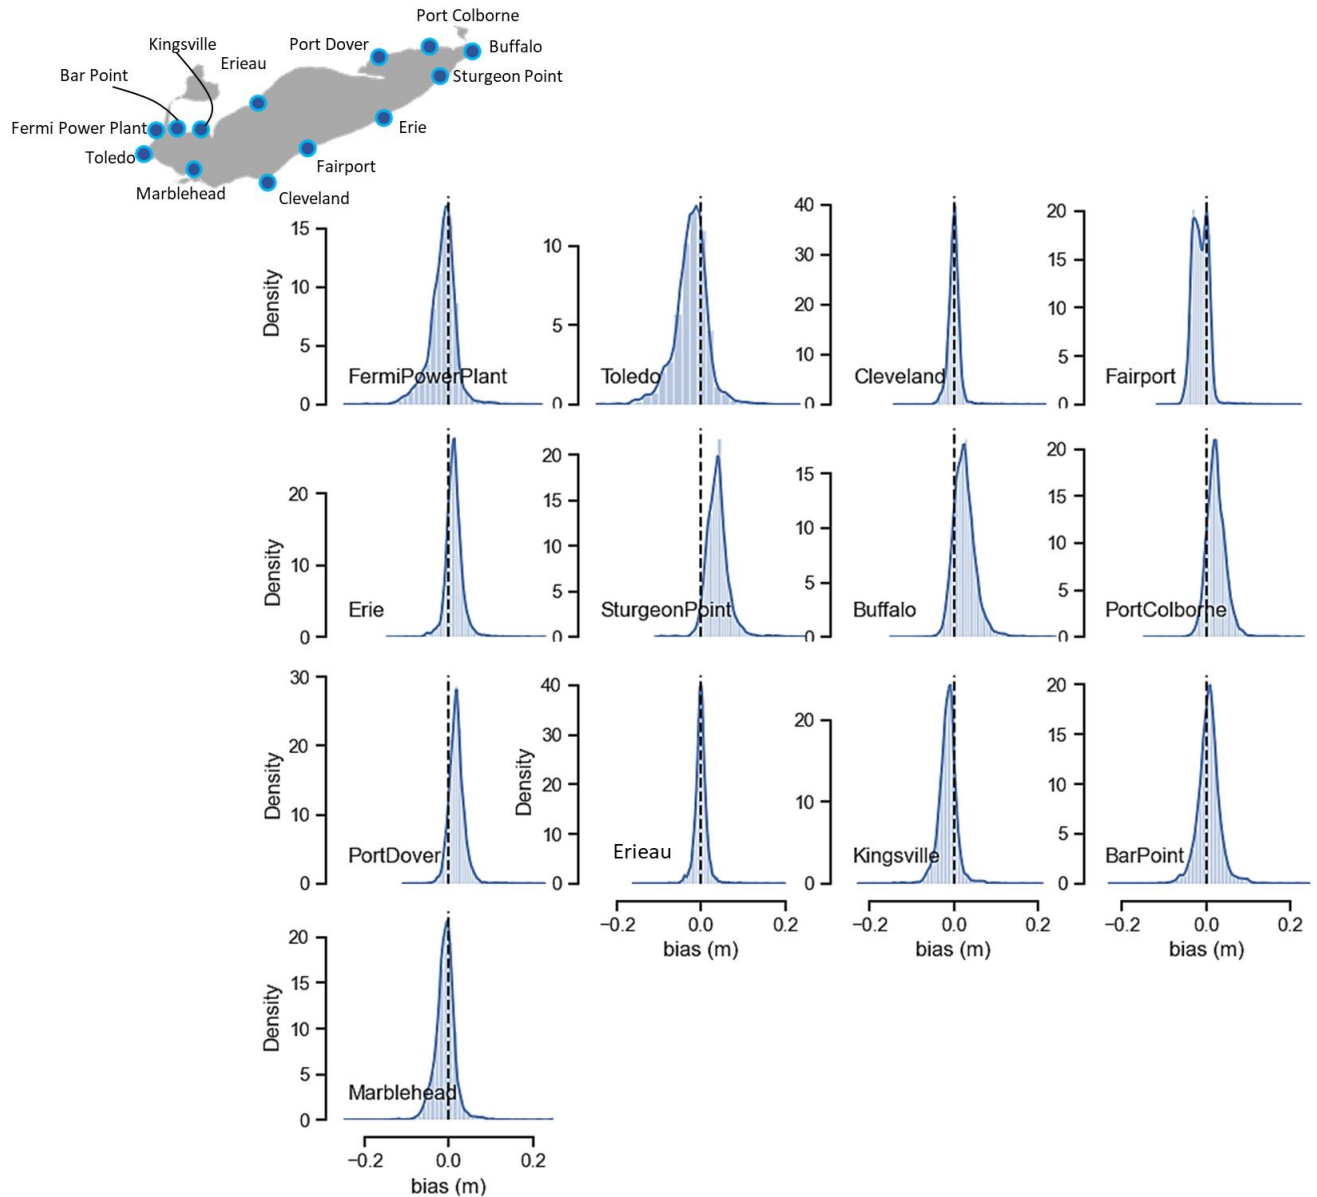 Port Colborne
Kingsville
Port Dover
Buffalo
Erieau
Bar Point
Sturgeon Point
Fermi Power Plant
Erie
Toledo
Fairport
Marblehead
Cleveland
15
10
5
0
Density
FermiPowerPlant
10
5
0
Toledo
40
30
20
10
0
Cleveland
20
15
10
5
0
Fairport
20
10
0
Density
Erie
20
15
10
5
0
SturgeonPoint
15
10
5
0
Buffalo
20
15
10
5
0
PortColborne
30
20
10
0
Density
PortDover
40
30
20
10
0
Density
Erieau
−0.2 0.0 0.2
bias (m)
20
10
0
Kingsville
−0.2 0.0 0.2
bias (m)
20
15
10
5
0
BarPoint
−0.2 0.0 0.2
bias (m)
20
15
10
5
0
Density
Marblehead
−0.2 0.0 0.2
bias (m)